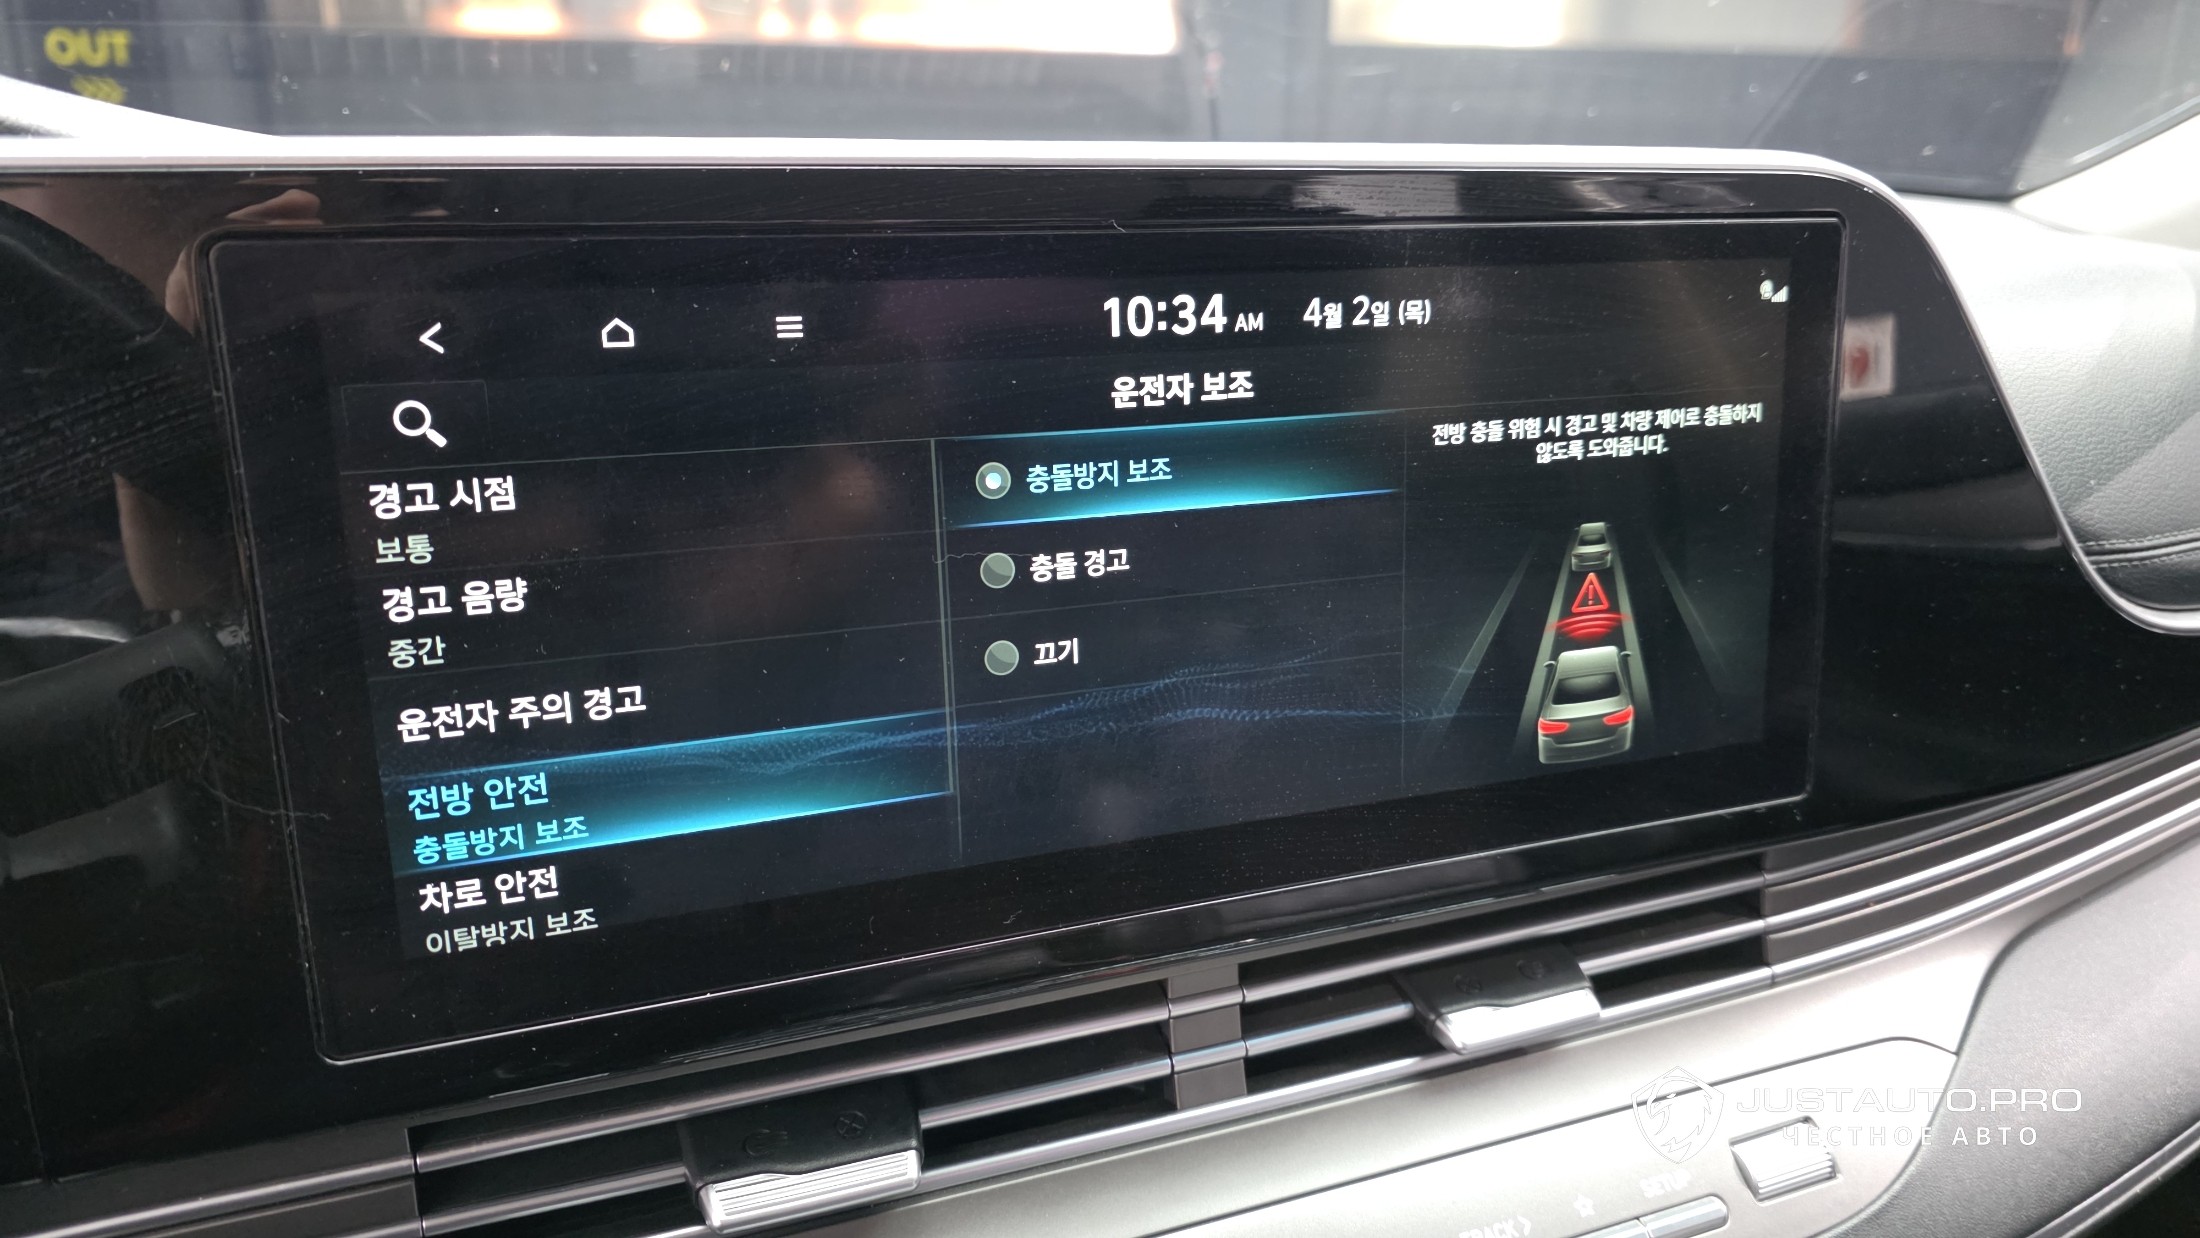 OUT
10:34 AM 4월 2일 (목)
운전자 보조
경고 시점
보통
경고 음량
중간
운전자 주의 경고
전방 안전
충돌방지 보조
차로 안전
이탈방지 보조
충돌방지 보조
충돌 경고
끄기
전방 충돌 위험 시 경고 및 차량 제어로 충돌하지
않도록 도와줍니다.
JUSTAUTO.PRO
ЧЕСТНОЕ АВТО
SETUP
TRACK >